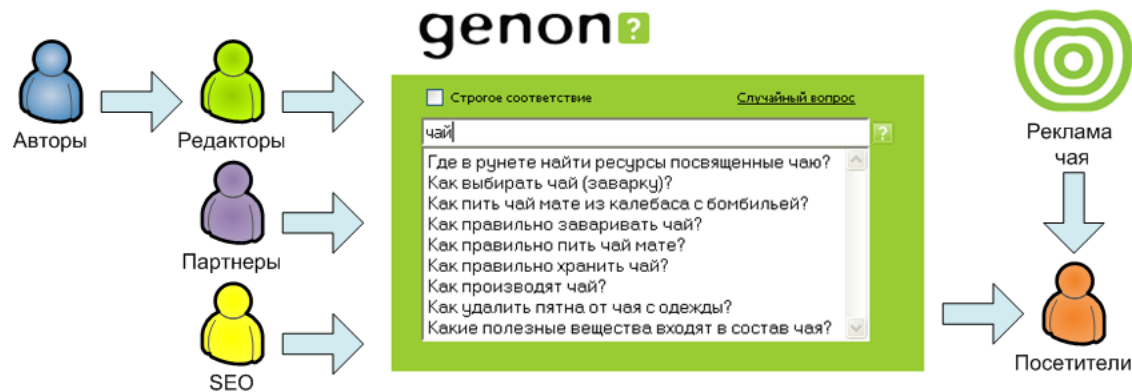 genon?
Строгое соответствие
Случайный вопрос
чай
?
Где в рунете найти ресурсы посвященные чаю?
Как выбирать чай (заварку)?
Как пить чай мате из калебаса с бомбильей?
Как правильно заваривать чай?
Как правильно пить чай мате?
Как правильно хранить чай?
Как производят чай?
Как удалить пятна от чая с одежды?
Какие полезные вещества входят в состав чая?
Авторы
Редакторы
Партнеры
SEO
Реклама
чая
Посетители